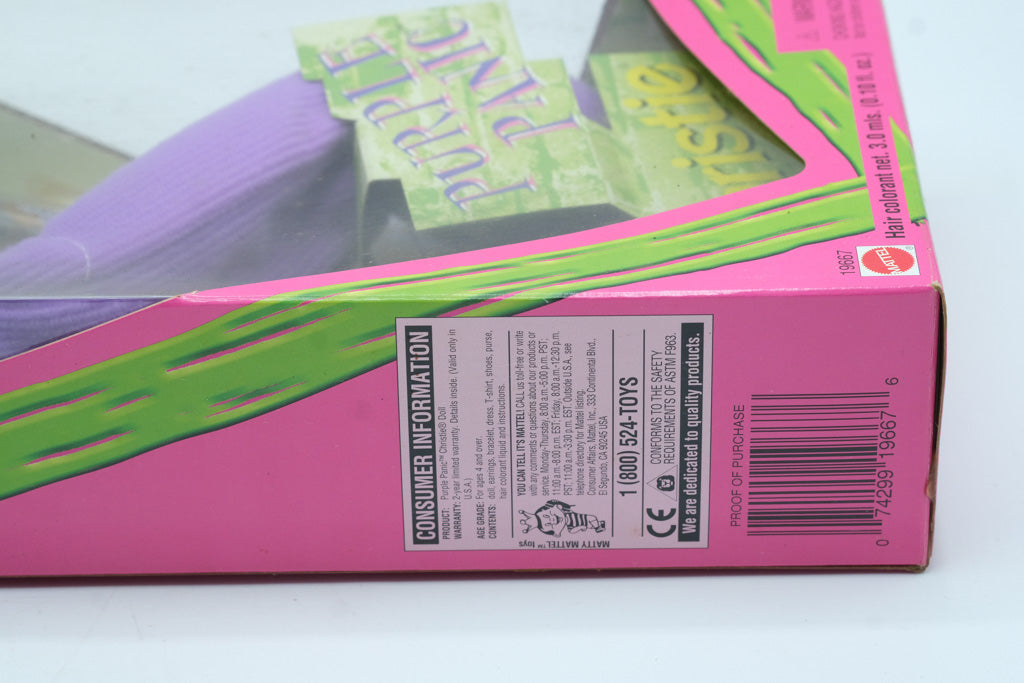 PURPLE
PANIC
ristie
WARNING
Hair colorant net. 3.0 mls. (0.10 fl. oz.)
19667
MATTEL
®
CONSUMER INFORMATION
PRODUCT: Purple Panic™ Christie® Doll
WARRANTY: 2-year limited warranty. Details inside. (Valid only in
U.S.A.)
AGE GRADE: For ages 4 and over.
CONTENTS: doll, earrings, bracelet, dress, T-shirt, shoes, purse,
hair colorant liquid and instructions.
YOU CAN TELL IT'S MATTEL! CALL us toll-free or write
with any comments or questions about our products or
service. Monday-Thursday, 8:00 a.m.-5:00 p.m. PST;
11:00 a.m.-8:00 p.m. EST; Friday, 8:00 a.m.-12:30 p.m.
PST; 11:00 a.m.-3:30 p.m. EST. Outside U.S.A., see
telephone directory for Mattel listing.
Consumer Affairs, Mattel, Inc., 333 Continental Blvd.,
El Segundo, CA 90245 USA
MATTY MATTEL™ toys
1 (800) 524-TOYS
CE
CONFORMS TO THE SAFETY
REQUIREMENTS OF ASTM F963.
We are dedicated to quality products.
PROOF OF PURCHASE
0 74299 19667 6